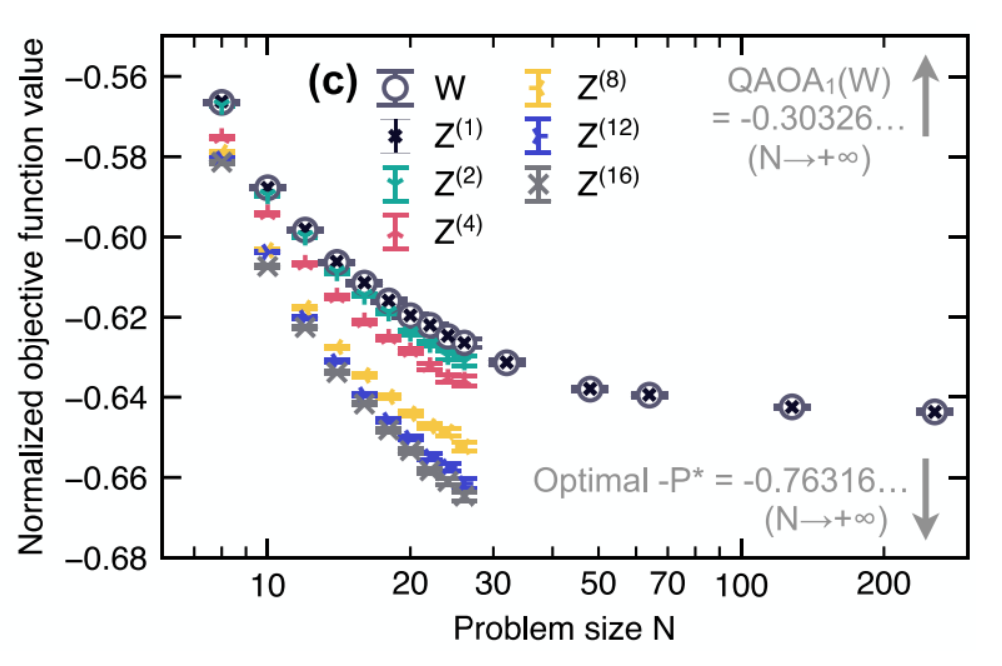 Normalized objective function value
−0.56
−0.58
−0.60
−0.62
−0.64
−0.66
−0.68
(c)
W
Z(1)
Z(2)
Z(4)
Z(8)
Z(12)
Z(16)
QAOA₁(W)
= -0.30326…
(N→+∞)
Optimal -P* = -0.76316…
(N→+∞)
10
20
30
50
70
100
200
Problem size N